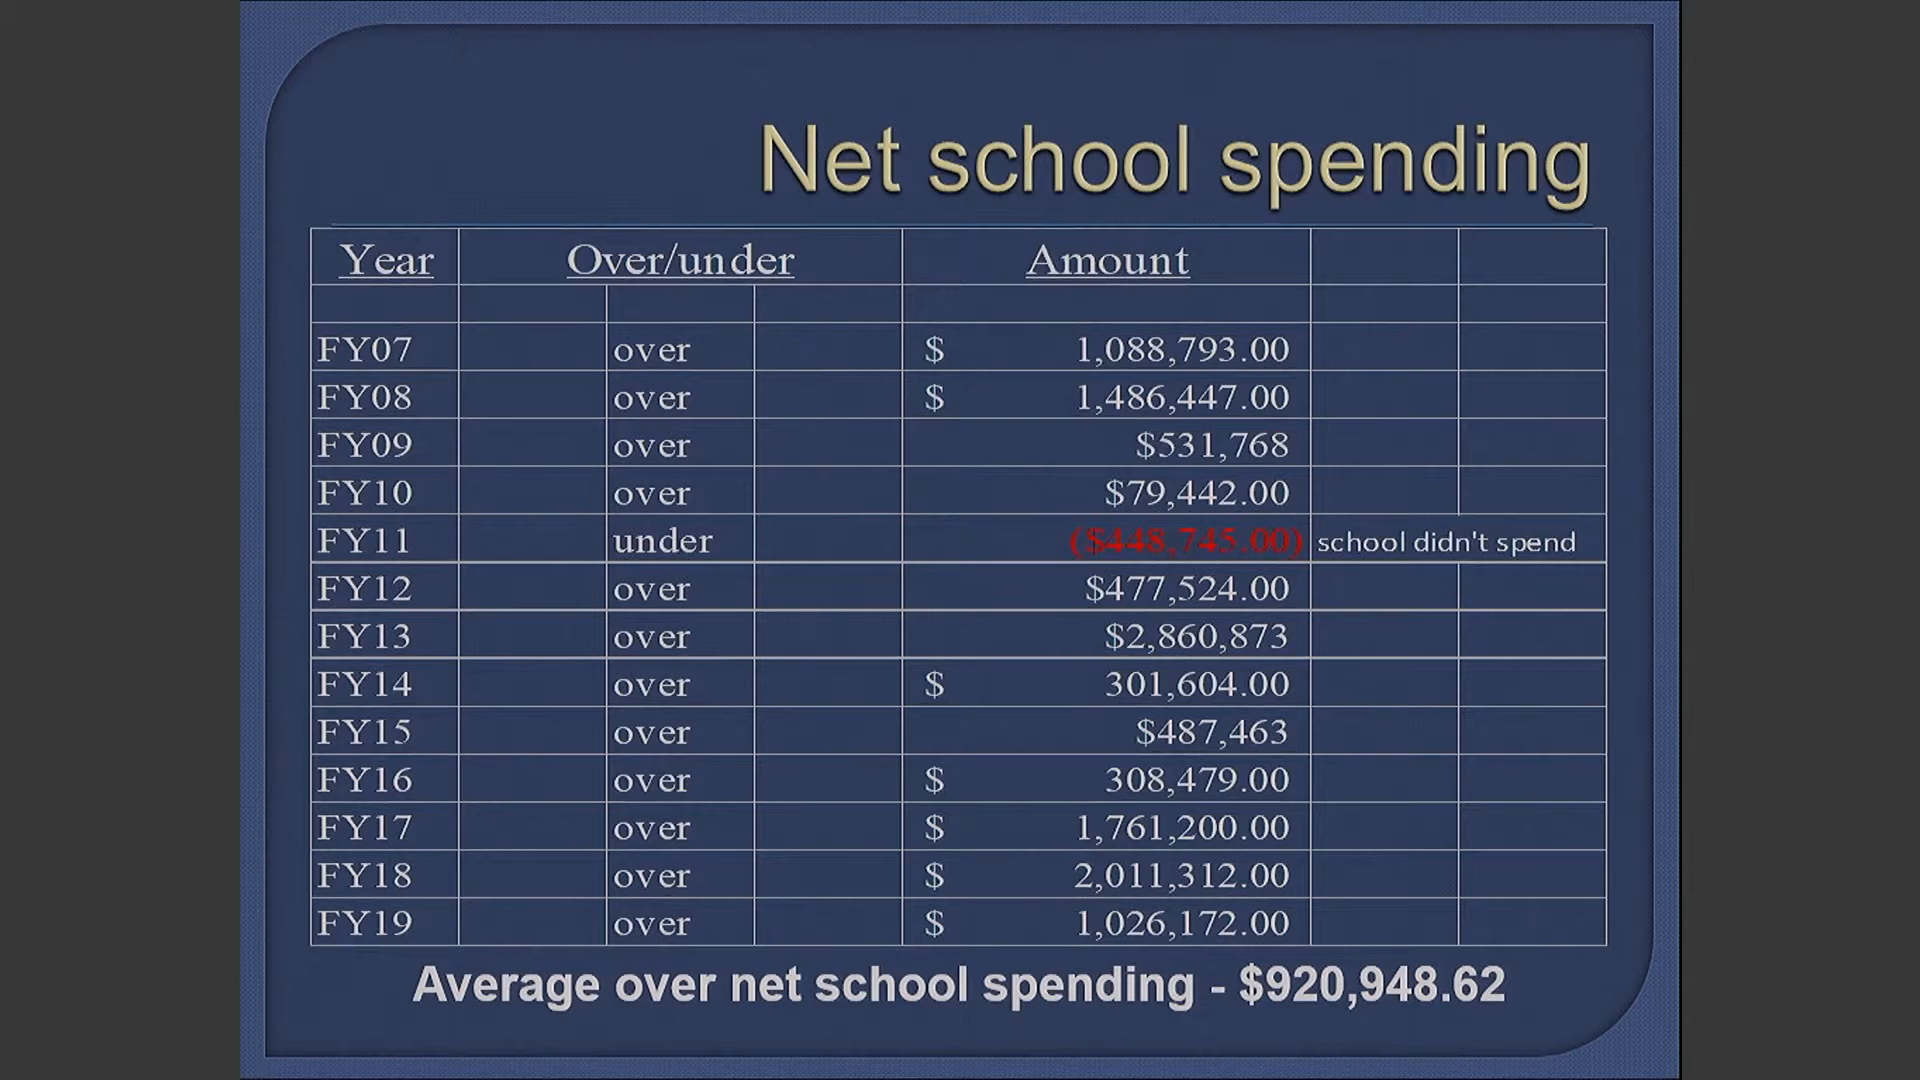 Net school spending
Year Over/under Amount
FY07 over $ 1,088,793.00
FY08 over $ 1,486,447.00
FY09 over $531,768
FY10 over $79,442.00
FY11 under ($448,745.00) school didn't spend
FY12 over $477,524.00
FY13 over $2,860,873
FY14 over $ 301,604.00
FY15 over $487,463
FY16 over $ 308,479.00
FY17 over $ 1,761,200.00
FY18 over $ 2,011,312.00
FY19 over $ 1,026,172.00
Average over net school spending - $920,948.62